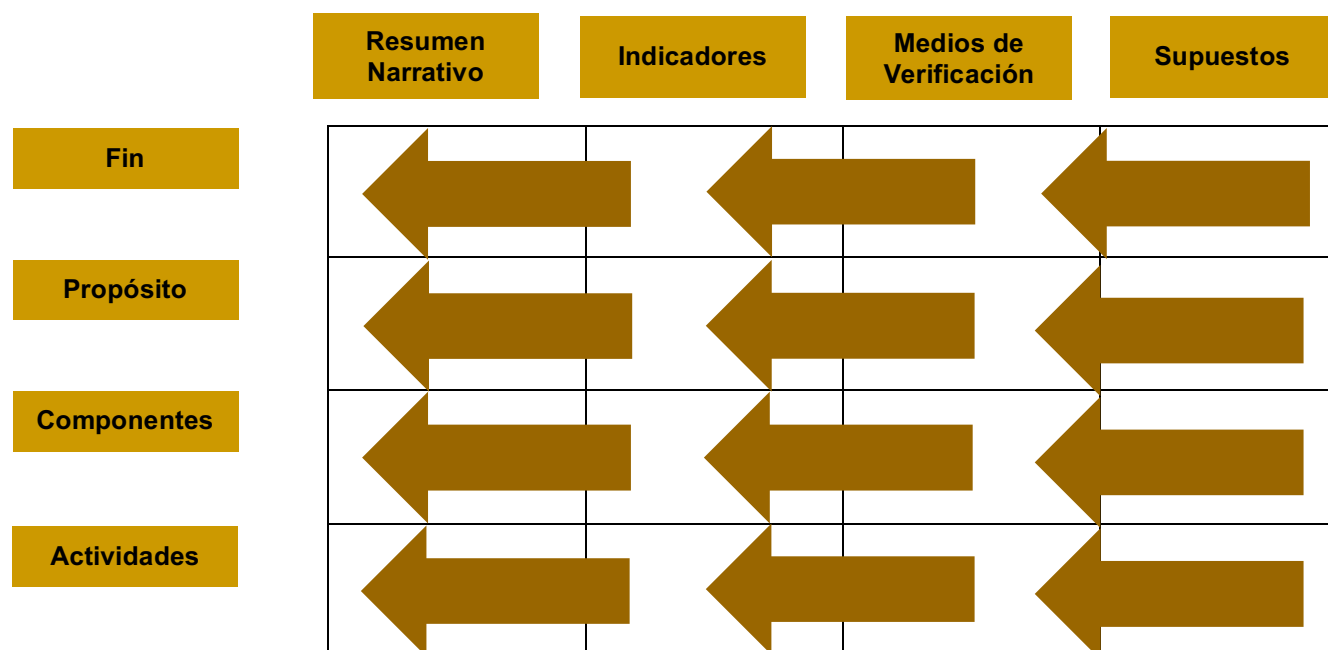 Resumen
Narrativo
Indicadores
Medios de
Verificación
Supuestos
Fin
Propósito
Componentes
Actividades